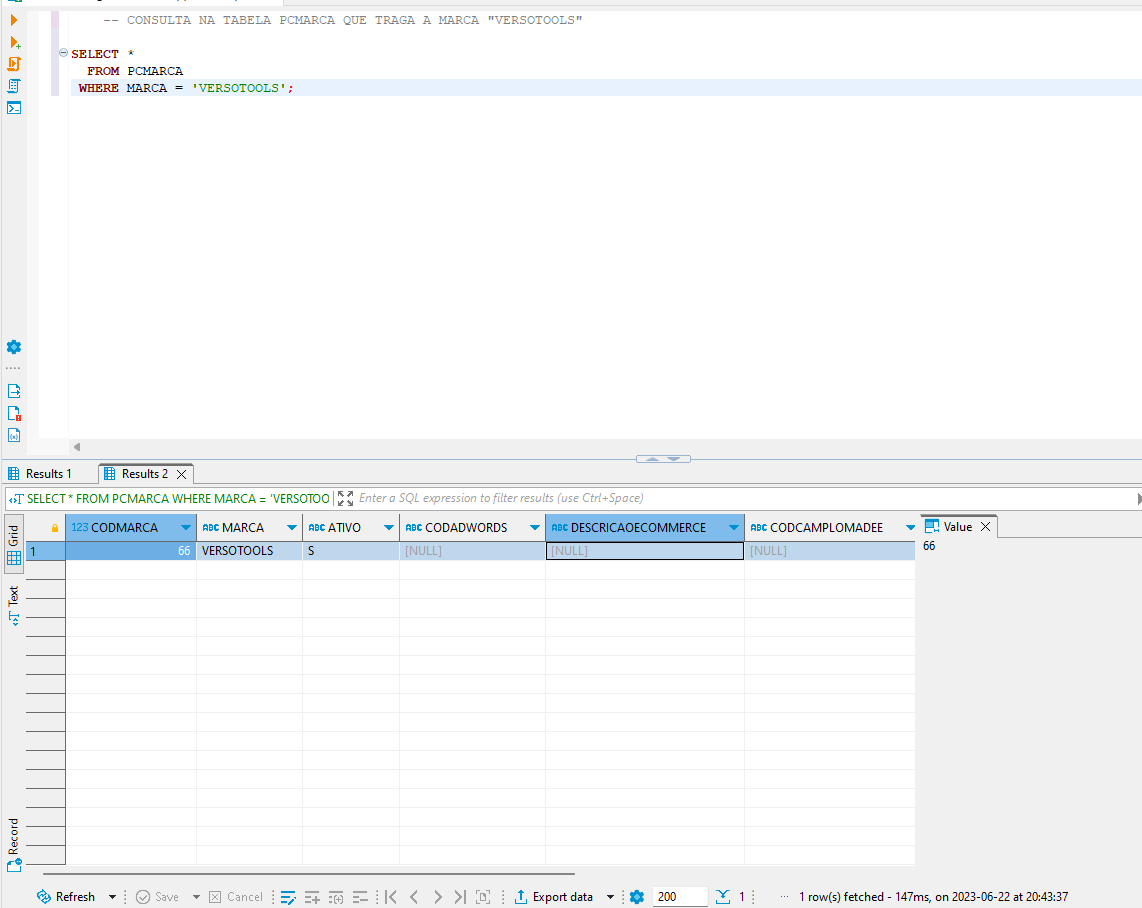 -- CONSULTA NA TABELA PCMARCA QUE TRAGA A MARCA "VERSOTOOLS"
SELECT *
FROM PCMARCA
WHERE MARCA = 'VERSOTOOLS';
Results 1
Results 2
SELECT * FROM PCMARCA WHERE MARCA = 'VERSOTOO
Enter a SQL expression to filter results (use Ctrl+Space)
Grid
Text
Record
123 CODMARCA ABC MARCA ABC ATIVO ABC CODADWORDS ABC DESCRICAOECOMMERCE ABC CODCAMPLOMADEE
1 66 VERSOTOOLS S [NULL] [NULL] [NULL]
Value
66
Refresh Save Cancel Export data 200 1 ... 1 row(s) fetched - 147ms, on 2023-06-22 at 20:43:37